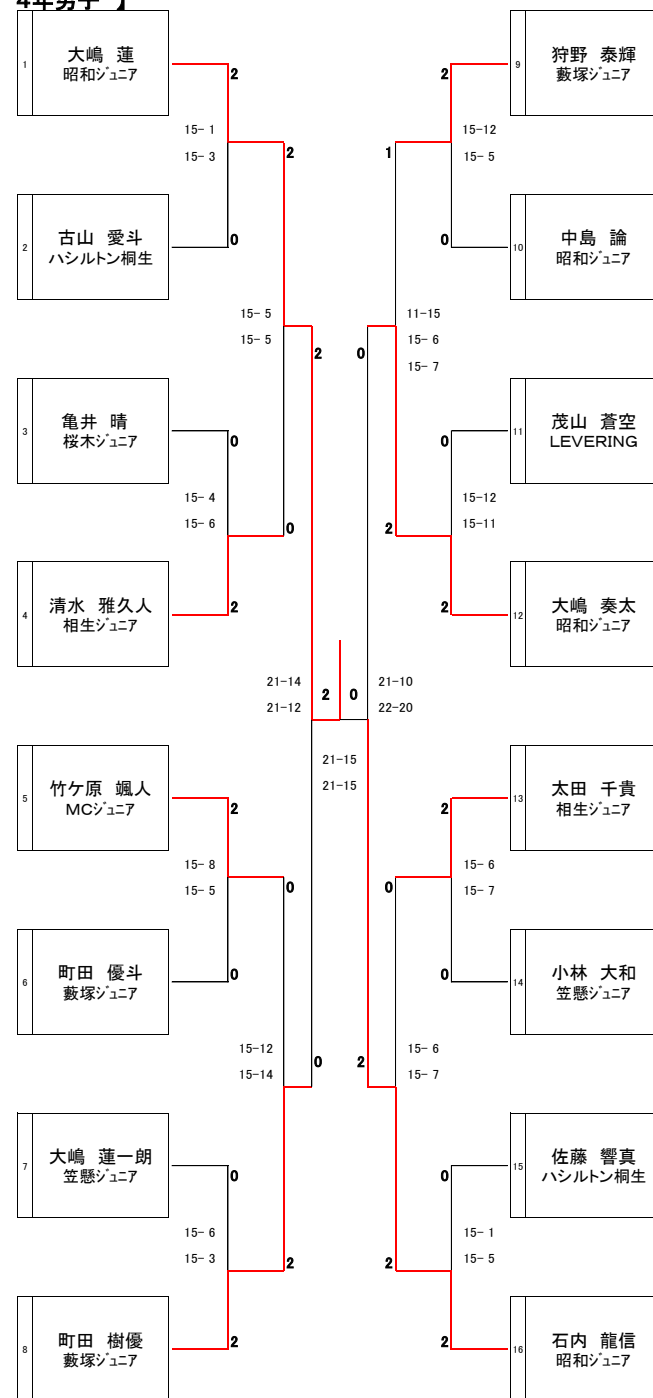 4年男子 】
1
大嶋 蓮
昭和ジュニア
2
15- 1
15- 3
2
0
2
古山 愛斗
ハシルトン桐生
15- 5
15- 5
2
3
亀井 晴
桜木ジュニア
0
15- 4
15- 6
0
2
4
清水 雅久人
相生ジュニア
21-14
21-12
2
0
21-10
22-20
21-15
21-15
5
竹ケ原 颯人
MCジュニア
2
15- 8
15- 5
0
0
6
町田 優斗
藪塚ジュニア
15-12
15-14
0
7
大嶋 蓮一朗
笠懸ジュニア
0
15- 6
15- 3
2
2
8
町田 樹優
藪塚ジュニア
9
狩野 泰輝
藪塚ジュニア
2
15-12
15- 5
1
0
10
中島 論
昭和ジュニア
11-15
15- 6
15- 7
0
11
茂山 蒼空
LEVERING
0
15-12
15-11
2
2
12
大嶋 奏太
昭和ジュニア
13
太田 千貴
相生ジュニア
2
15- 6
15- 7
0
0
14
小林 大和
笠懸ジュニア
15- 6
15- 7
2
15
佐藤 響真
ハシルトン桐生
0
15- 1
15- 5
2
2
16
石内 龍信
昭和ジュニア